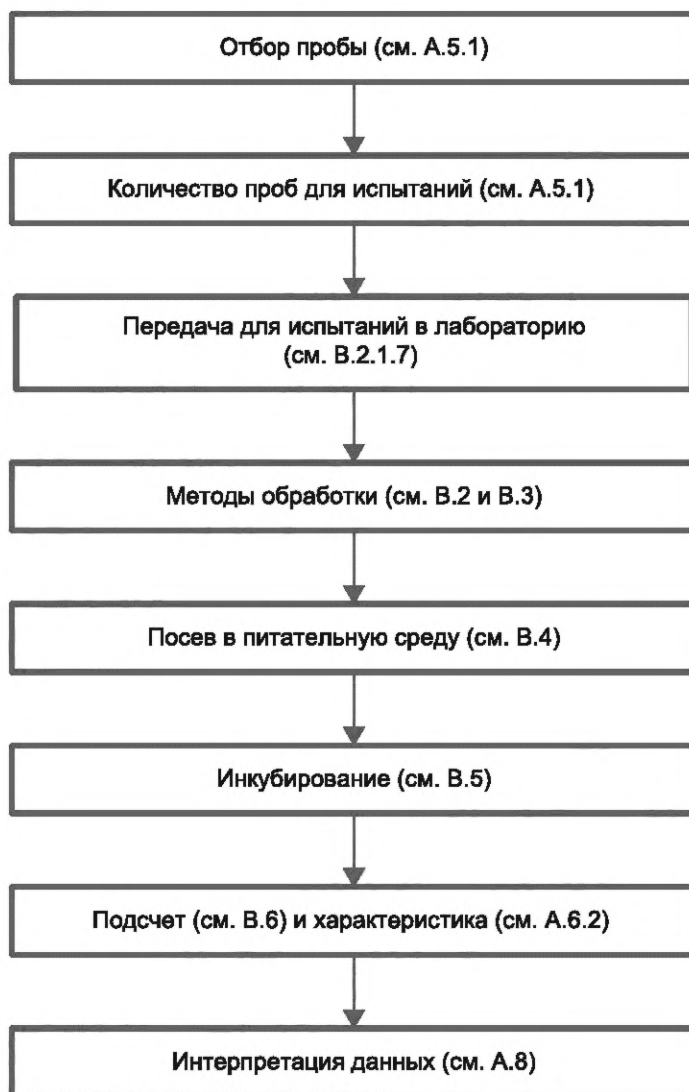 Отбор пробы (см. А.5.1)
Количество проб для испытаний (см. А.5.1)
Передача для испытаний в лабораторию
(см. В.2.1.7)
Методы обработки (см. В.2 и В.3)
Посев в питательную среду (см. В.4)
Инкубирование (см. В.5)
Подсчет (см. В.6) и характеристика (см. А.6.2)
Интерпретация данных (см. А.8)